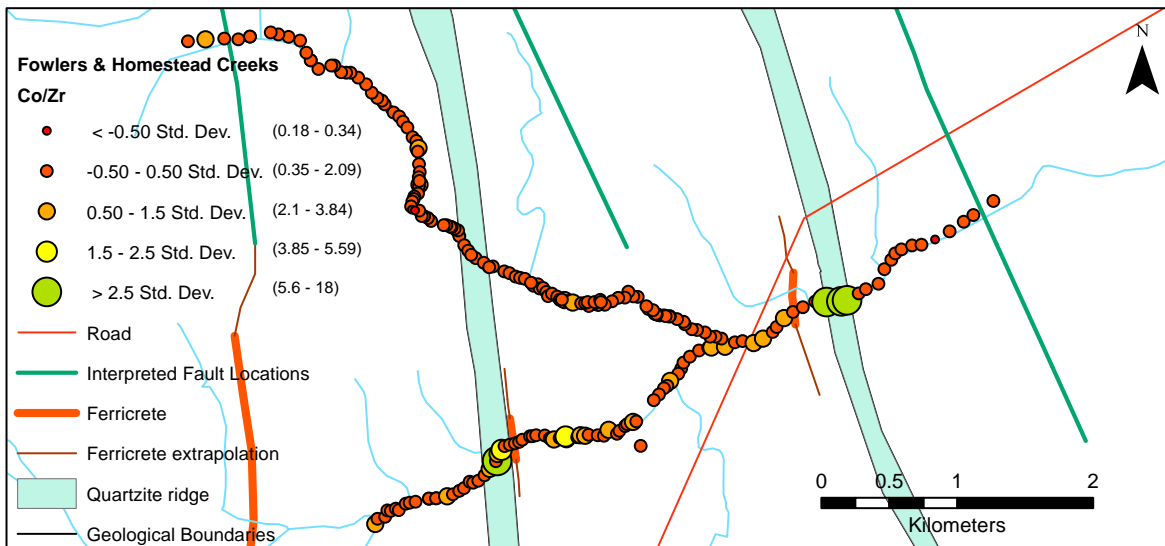 Fowlers & Homestead Creeks
Co/Zr
< -0.50 Std. Dev. (0.18 - 0.34)
-0.50 - 0.50 Std. Dev. (0.35 - 2.09)
0.50 - 1.5 Std. Dev. (2.1 - 3.84)
1.5 - 2.5 Std. Dev. (3.85 - 5.59)
> 2.5 Std. Dev. (5.6 - 18)
Road
Interpreted Fault Locations
Ferricrete
Ferricrete extrapolation
Quartzite ridge
Geological Boundaries
N
0 0.5 1 2
Kilometers